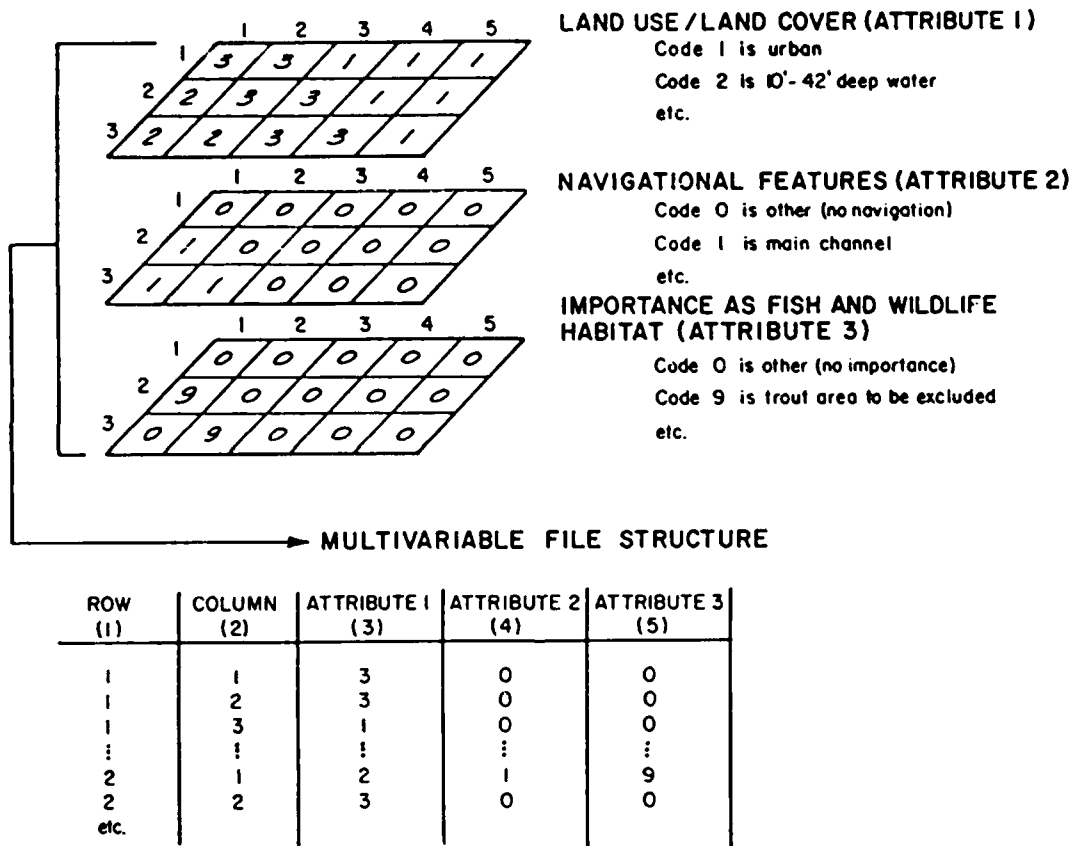 LAND USE/LAND COVER (ATTRIBUTE 1)
Code 1 is urban
Code 2 is 10'-42' deep water
etc.
1 2 3 4 5
1 3 3 1 1 1
2 2 3 3 1 1
3 2 2 3 3 1
NAVIGATIONAL FEATURES (ATTRIBUTE 2)
Code 0 is other (no navigation)
Code 1 is main channel
etc.
1 2 3 4 5
1 0 0 0 0 0
2 1 0 0 0 0
3 1 1 0 0 0
IMPORTANCE AS FISH AND WILDLIFE
HABITAT (ATTRIBUTE 3)
Code 0 is other (no importance)
Code 9 is trout area to be excluded
etc.
1 2 3 4 5
1 0 0 0 0 0
2 9 0 0 0 0
3 0 9 0 0 0
MULTIVARIABLE FILE STRUCTURE
ROW COLUMN ATTRIBUTE 1 ATTRIBUTE 2 ATTRIBUTE 3
(1) (2) (3) (4) (5)
1 1 3 0 0
1 2 3 0 0
1 3 1 0 0
⋮ ⋮ ⋮ ⋮ ⋮
2 1 2 1 9
2 2 3 0 0
etc.